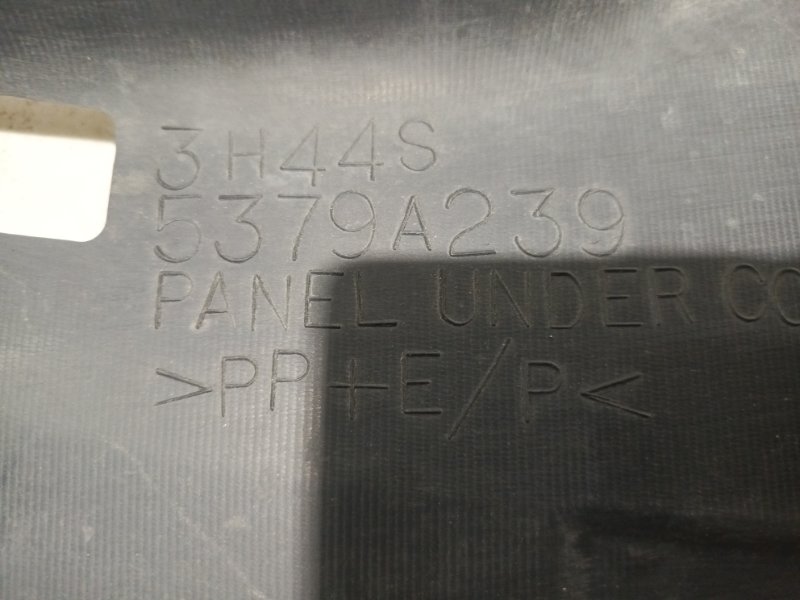 3H44S
5379A239
PANEL UNDER CO
>PP+E/P<